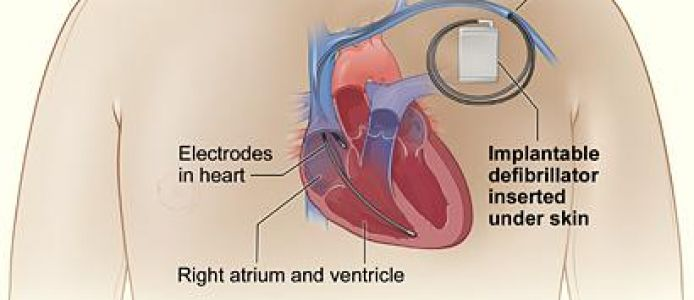 Electrodes
in heart
Implantable
defibrillator
inserted
under skin
Right atrium and ventricle